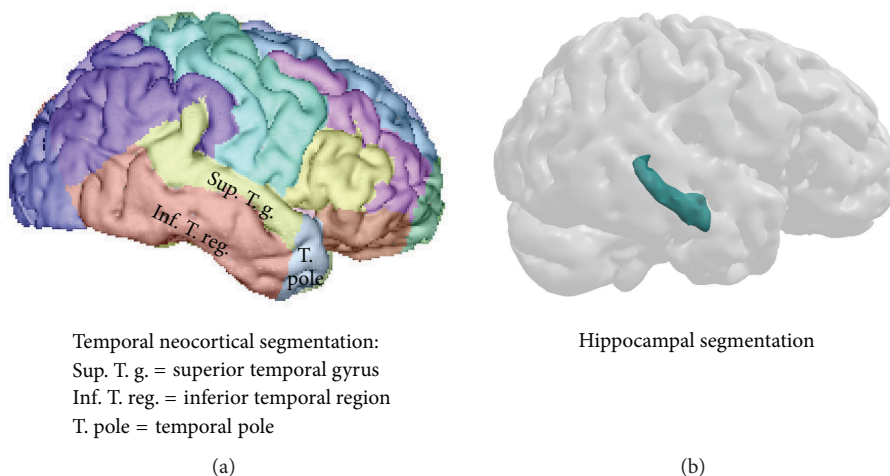 Sup. T. g.
Inf. T. reg.
T.
pole
Temporal neocortical segmentation:
Sup. T. g. = superior temporal gyrus
Inf. T. reg. = inferior temporal region
T. pole = temporal pole
(a)
Hippocampal segmentation
(b)